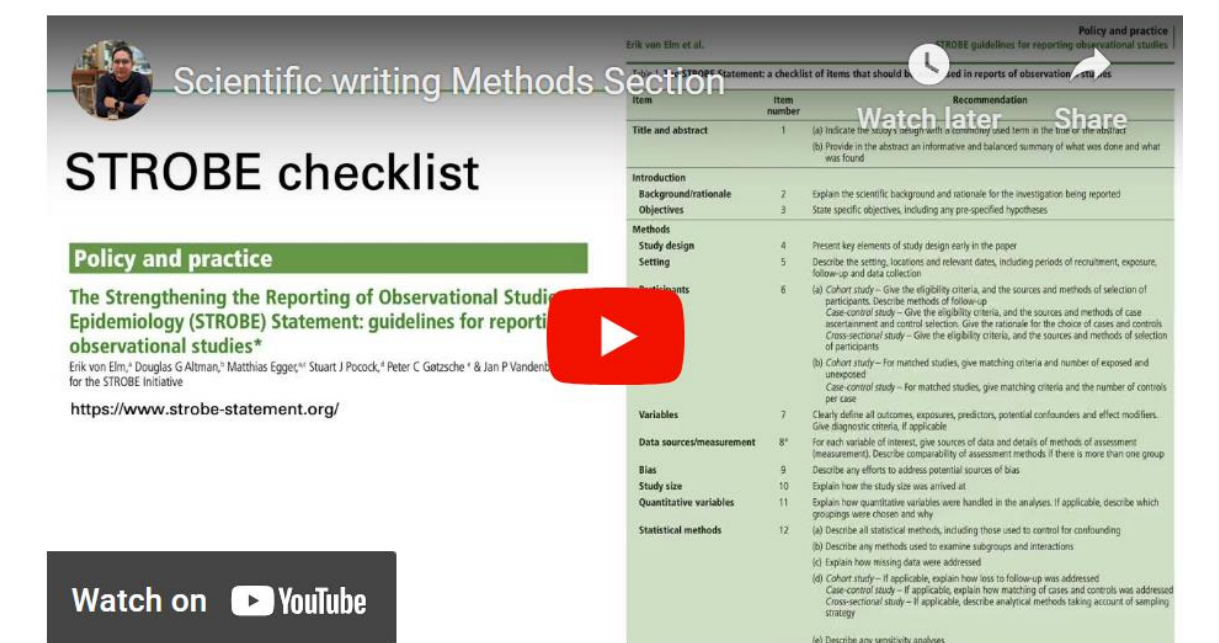 Scientific writing Methods Section
Watch later
Share
STROBE checklist
Policy and practice
The Strengthening the Reporting of Observational Studie
Epidemiology (STROBE) Statement: guidelines for reporti
observational studies*
Erik von Elm,ª Douglas G Altman,ᵇ Matthias Egger, Stuart J Pocock,ᵈ Peter C Gøtzsche ᵉ & Jan P Vandenb
for the STROBE Initiative
https://www.strobe-statement.org/
Watch on YouTube
Policy and practice
Erik von Elm et al.
STROBE guidelines for reporting observational studies
STROBE Statement: a checklist of items that should in reports of observation
Item
Item
number
Recommendation
Title and abstract 1 (a) Indicate the study's design with a commonly used term in the title or the abstract
(b) Provide in the abstract an informative and balanced summary of what was done and what
was found
Introduction
Background/rationale 2 Explain the scientific background and rationale for the investigation being reported
Objectives 3 State specific objectives, including any pre-specified hypotheses
Methods
Study design 4 Present key elements of study design early in the paper
Setting 5 Describe the setting, locations and relevant dates, including periods of recruitment, exposure,
follow-up and data collection
Participants 6 (a) Cohort study – Give the eligibility criteria, and the sources and methods of selection of
participants. Describe methods of follow-up
Case-control study – Give the eligibility criteria, and the sources and methods of case
ascertainment and control selection. Give the rationale for the choice of cases and controls
Cross-sectional study – Give the eligibility criteria, and the sources and methods of selection
of participants
(b) Cohort study – For matched studies, give matching criteria and number of exposed and
unexposed
Case-control study – For matched studies, give matching criteria and the number of controls
per case
Variables 7 Clearly define all outcomes, exposures, predictors, potential confounders and effect modifiers.
Give diagnostic criteria, if applicable
Data sources/measurement 8* For each variable of interest, give sources of data and details of methods of assessment
(measurement). Describe comparability of assessment methods if there is more than one group
Bias 9 Describe any efforts to address potential sources of bias
Study size 10 Explain how the study size was arrived at
Quantitative variables 11 Explain how quantitative variables were handled in the analyses. If applicable, describe which
groupings were chosen and why
Statistical methods 12 (a) Describe all statistical methods, including those used to control for confounding
(b) Describe any methods used to examine subgroups and interactions
(c) Explain how missing data were addressed
(d) Cohort study – If applicable, explain how loss to follow-up was addressed
Case-control study – If applicable, explain how matching of cases and controls was addressed
Cross-sectional study – If applicable, describe analytical methods taking account of sampling
strategy
(e) Describe any sensitivity analyses